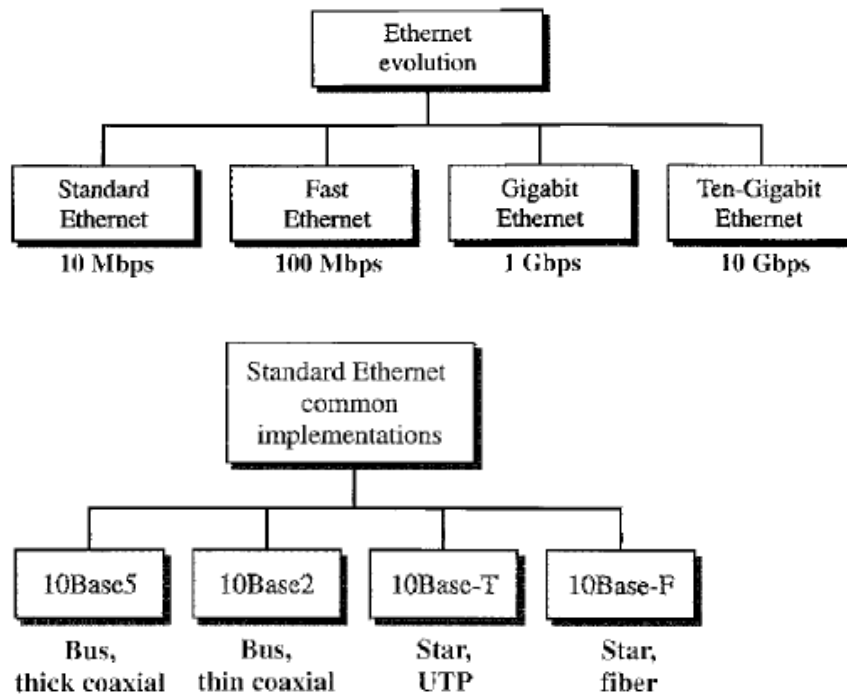 Ethernet
evolution
Standard
Ethernet
Fast
Ethernet
Gigabit
Ethernet
Ten-Gigabit
Ethernet
10 Mbps
100 Mbps
1 Gbps
10 Gbps
Standard Ethernet
common
implementations
10Base5
10Base2
10Base-T
10Base-F
Bus,
thick coaxial
Bus,
thin coaxial
Star,
UTP
Star,
fiber